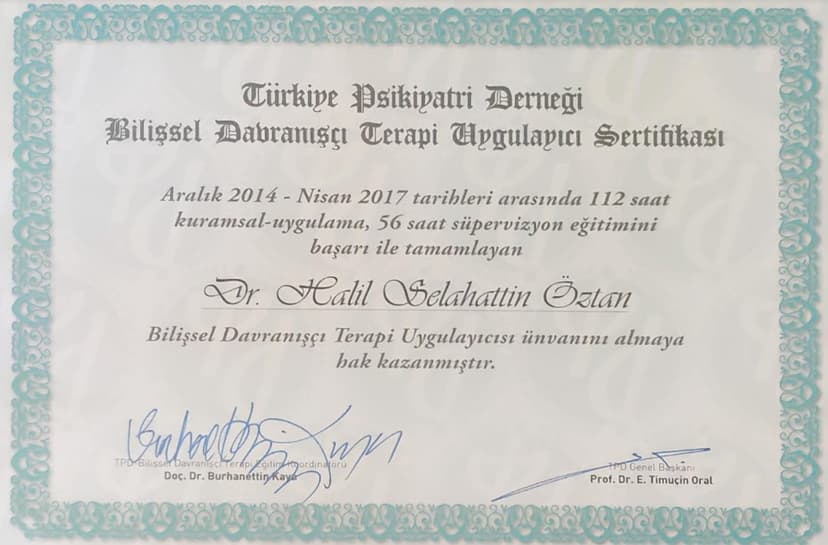 Türkiye Psikiyatri Derneği
Bilişsel Davranışçı Terapi Uygulayıcı Sertifikası
Aralık 2014 - Nisan 2017 tarihleri arasında 112 saat
kuramsal-uygulama, 56 saat süpervizyon eğitimini
başarı ile tamamlayan
Dr. Halil Selahattin Öztan
Bilişsel Davranışçı Terapi Uygulayıcısı ünvanını almaya
hak kazanmıştır.
TPD Bilişsel Davranışçı Terapi Eğitim Koordinatörü
Doç. Dr. Burhanettin Kaya
TPD Genel Başkanı
Prof. Dr. E. Timuçin Oral